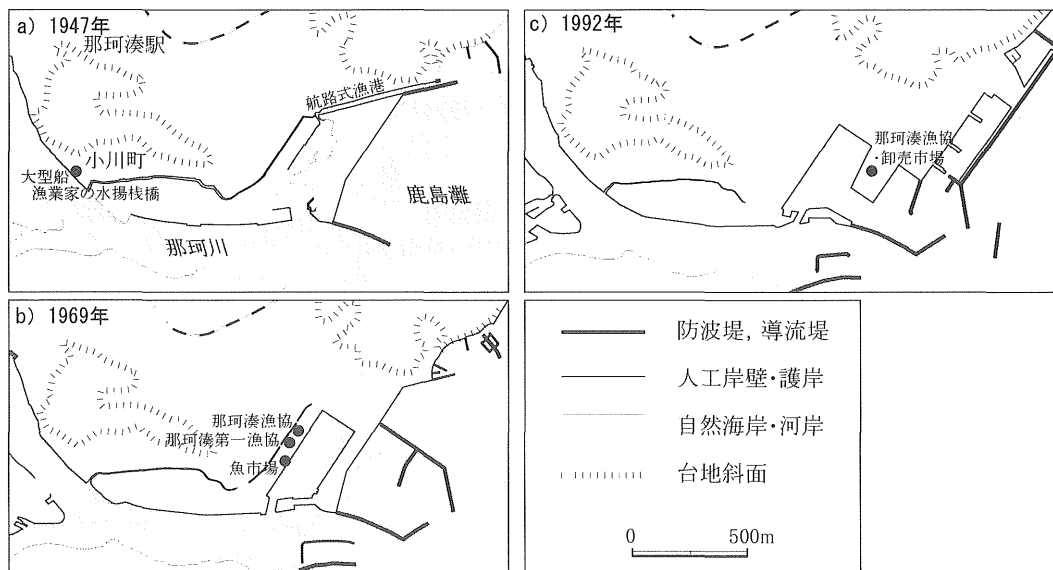 a) 1947年
那珂湊駅
航路式漁港
小川町
大型船
漁業家の水揚桟橋
鹿島灘
那珂川
c) 1992年
那珂湊漁協
・卸売市場
b) 1969年
那珂湊漁協
那珂湊第一漁協
魚市場
防波堤, 導流堤
人工岸壁・護岸
自然海岸・河岸
台地斜面
0 500m